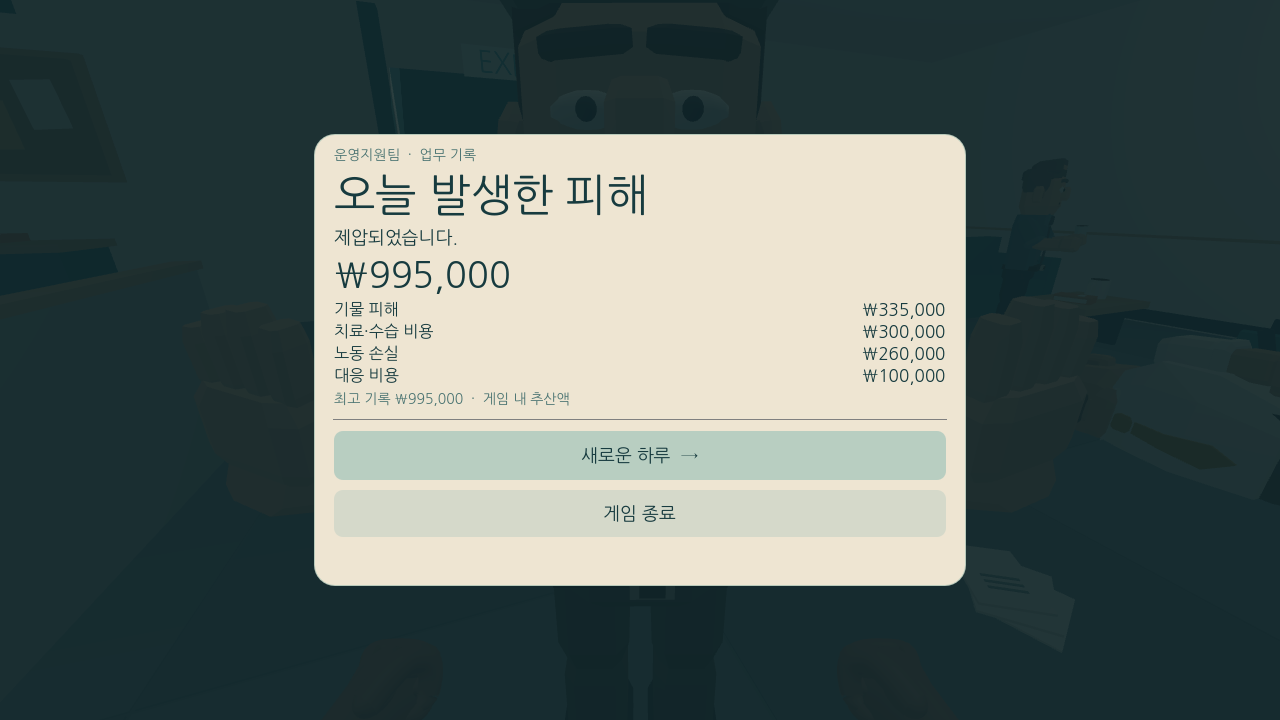 EX
운영지원팀 · 업무 기록
오늘 발생한 피해
제압되었습니다.
₩995,000
기물 피해 ₩335,000
치료·수습 비용 ₩300,000
노동 손실 ₩260,000
대응 비용 ₩100,000
최고 기록 ₩995,000 · 게임 내 추산액
새로운 하루 →
게임 종료